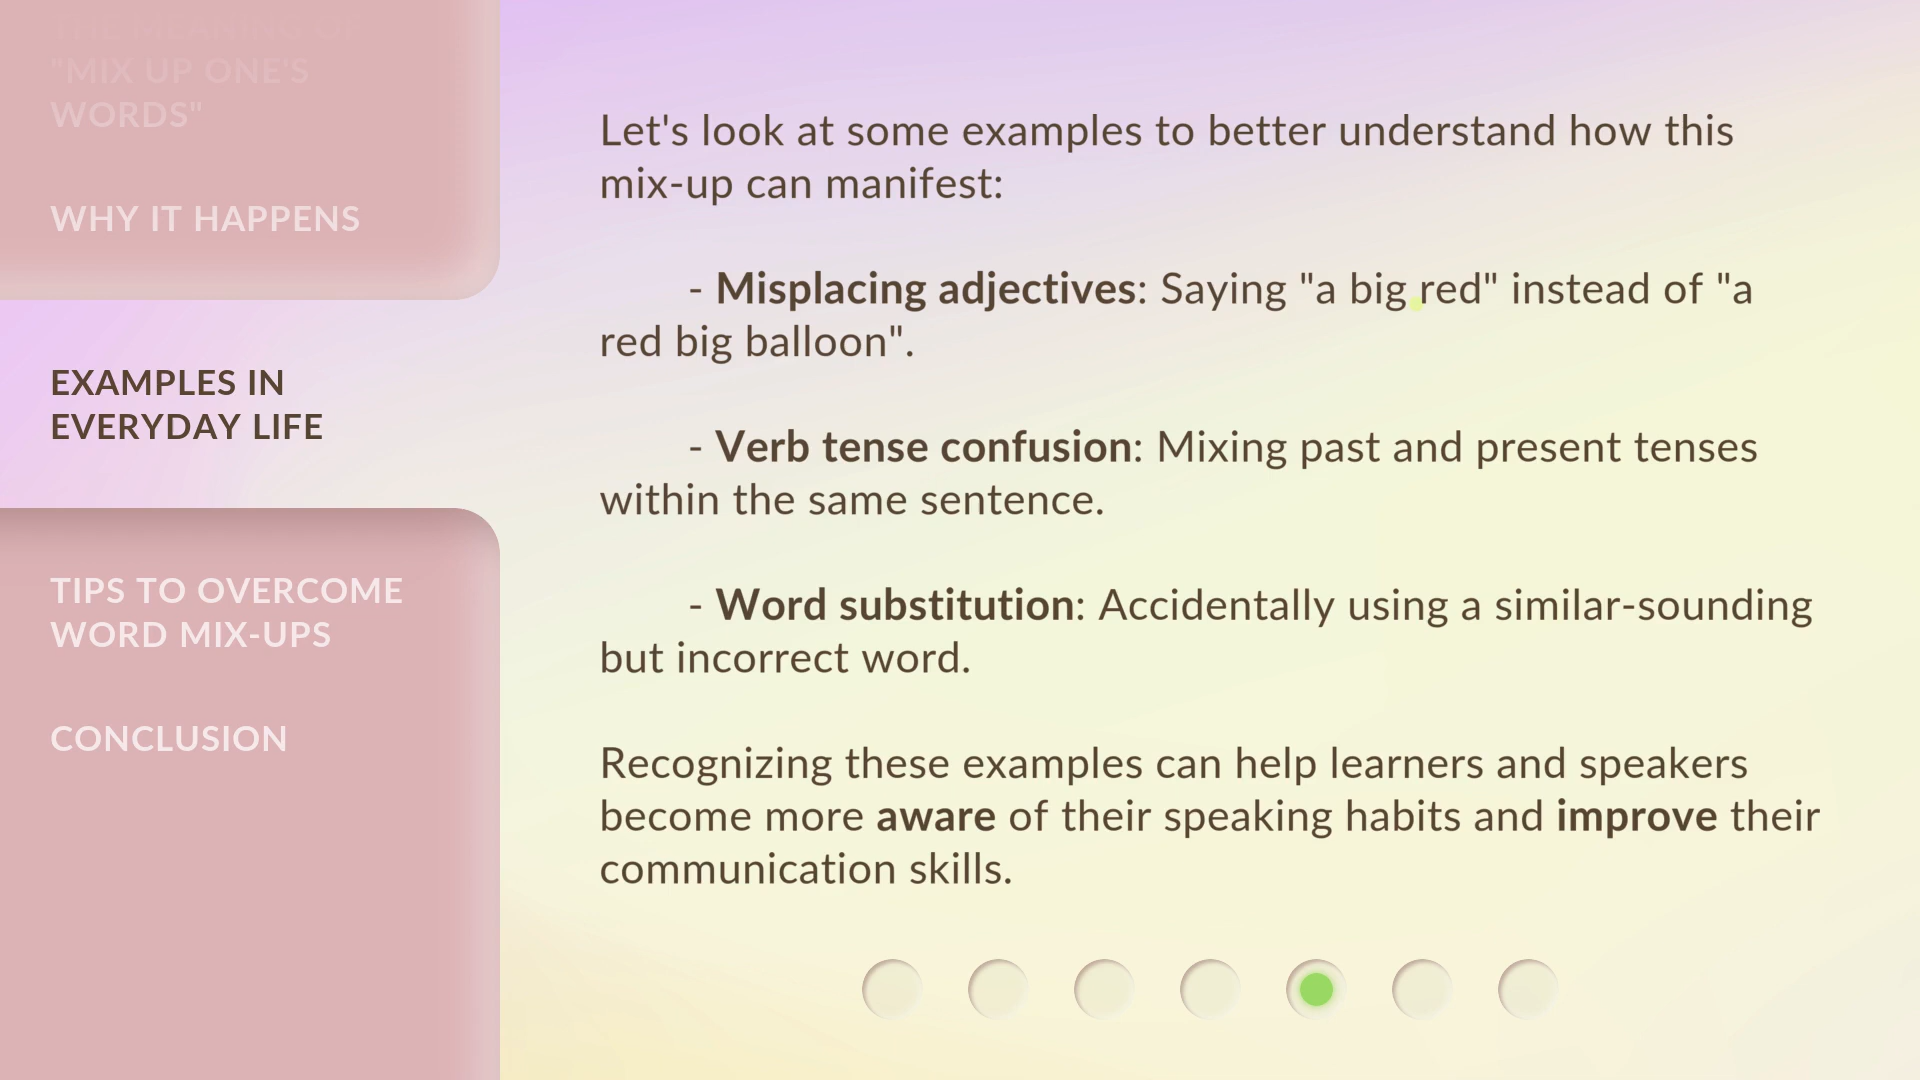 THE MEANING OF
"MIX UP ONE'S
WORDS"
WHY IT HAPPENS
EXAMPLES IN
EVERYDAY LIFE
TIPS TO OVERCOME
WORD MIX-UPS
CONCLUSION
Let's look at some examples to better understand how this
mix-up can manifest:
- Misplacing adjectives: Saying "a big red" instead of "a
red big balloon".
- Verb tense confusion: Mixing past and present tenses
within the same sentence.
- Word substitution: Accidentally using a similar-sounding
but incorrect word.
Recognizing these examples can help learners and speakers
become more aware of their speaking habits and improve their
communication skills.